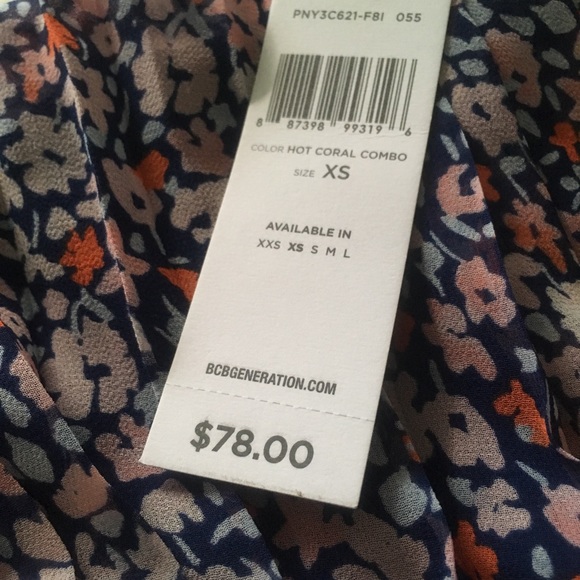 PNY3C621-F8I 055
8 87398 99319 6
COLOR HOT CORAL COMBO
SIZE XS
AVAILABLE IN
XXS XS S M L
BCBGENERATION.COM
$78.00